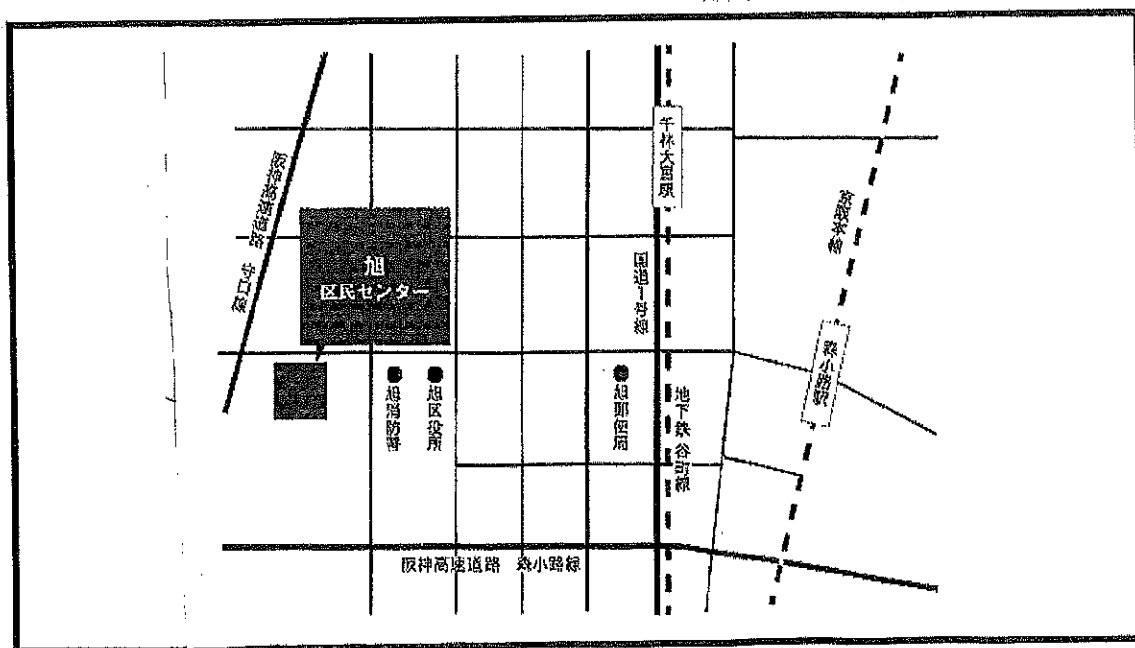 千林大宮駅
阪神高速道路 守口線
京阪本線
旭
区民センター
国道1号線
森小路駅
旭消防署
旭区役所
旭郵便局
地下鉄 谷町線
阪神高速道路 森小路線